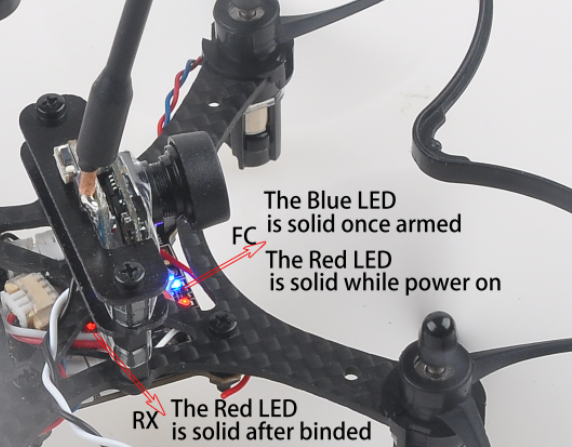 The Blue LED
is solid once armed
FC
The Red LED
is solid while power on
RX
The Red LED
is solid after binded